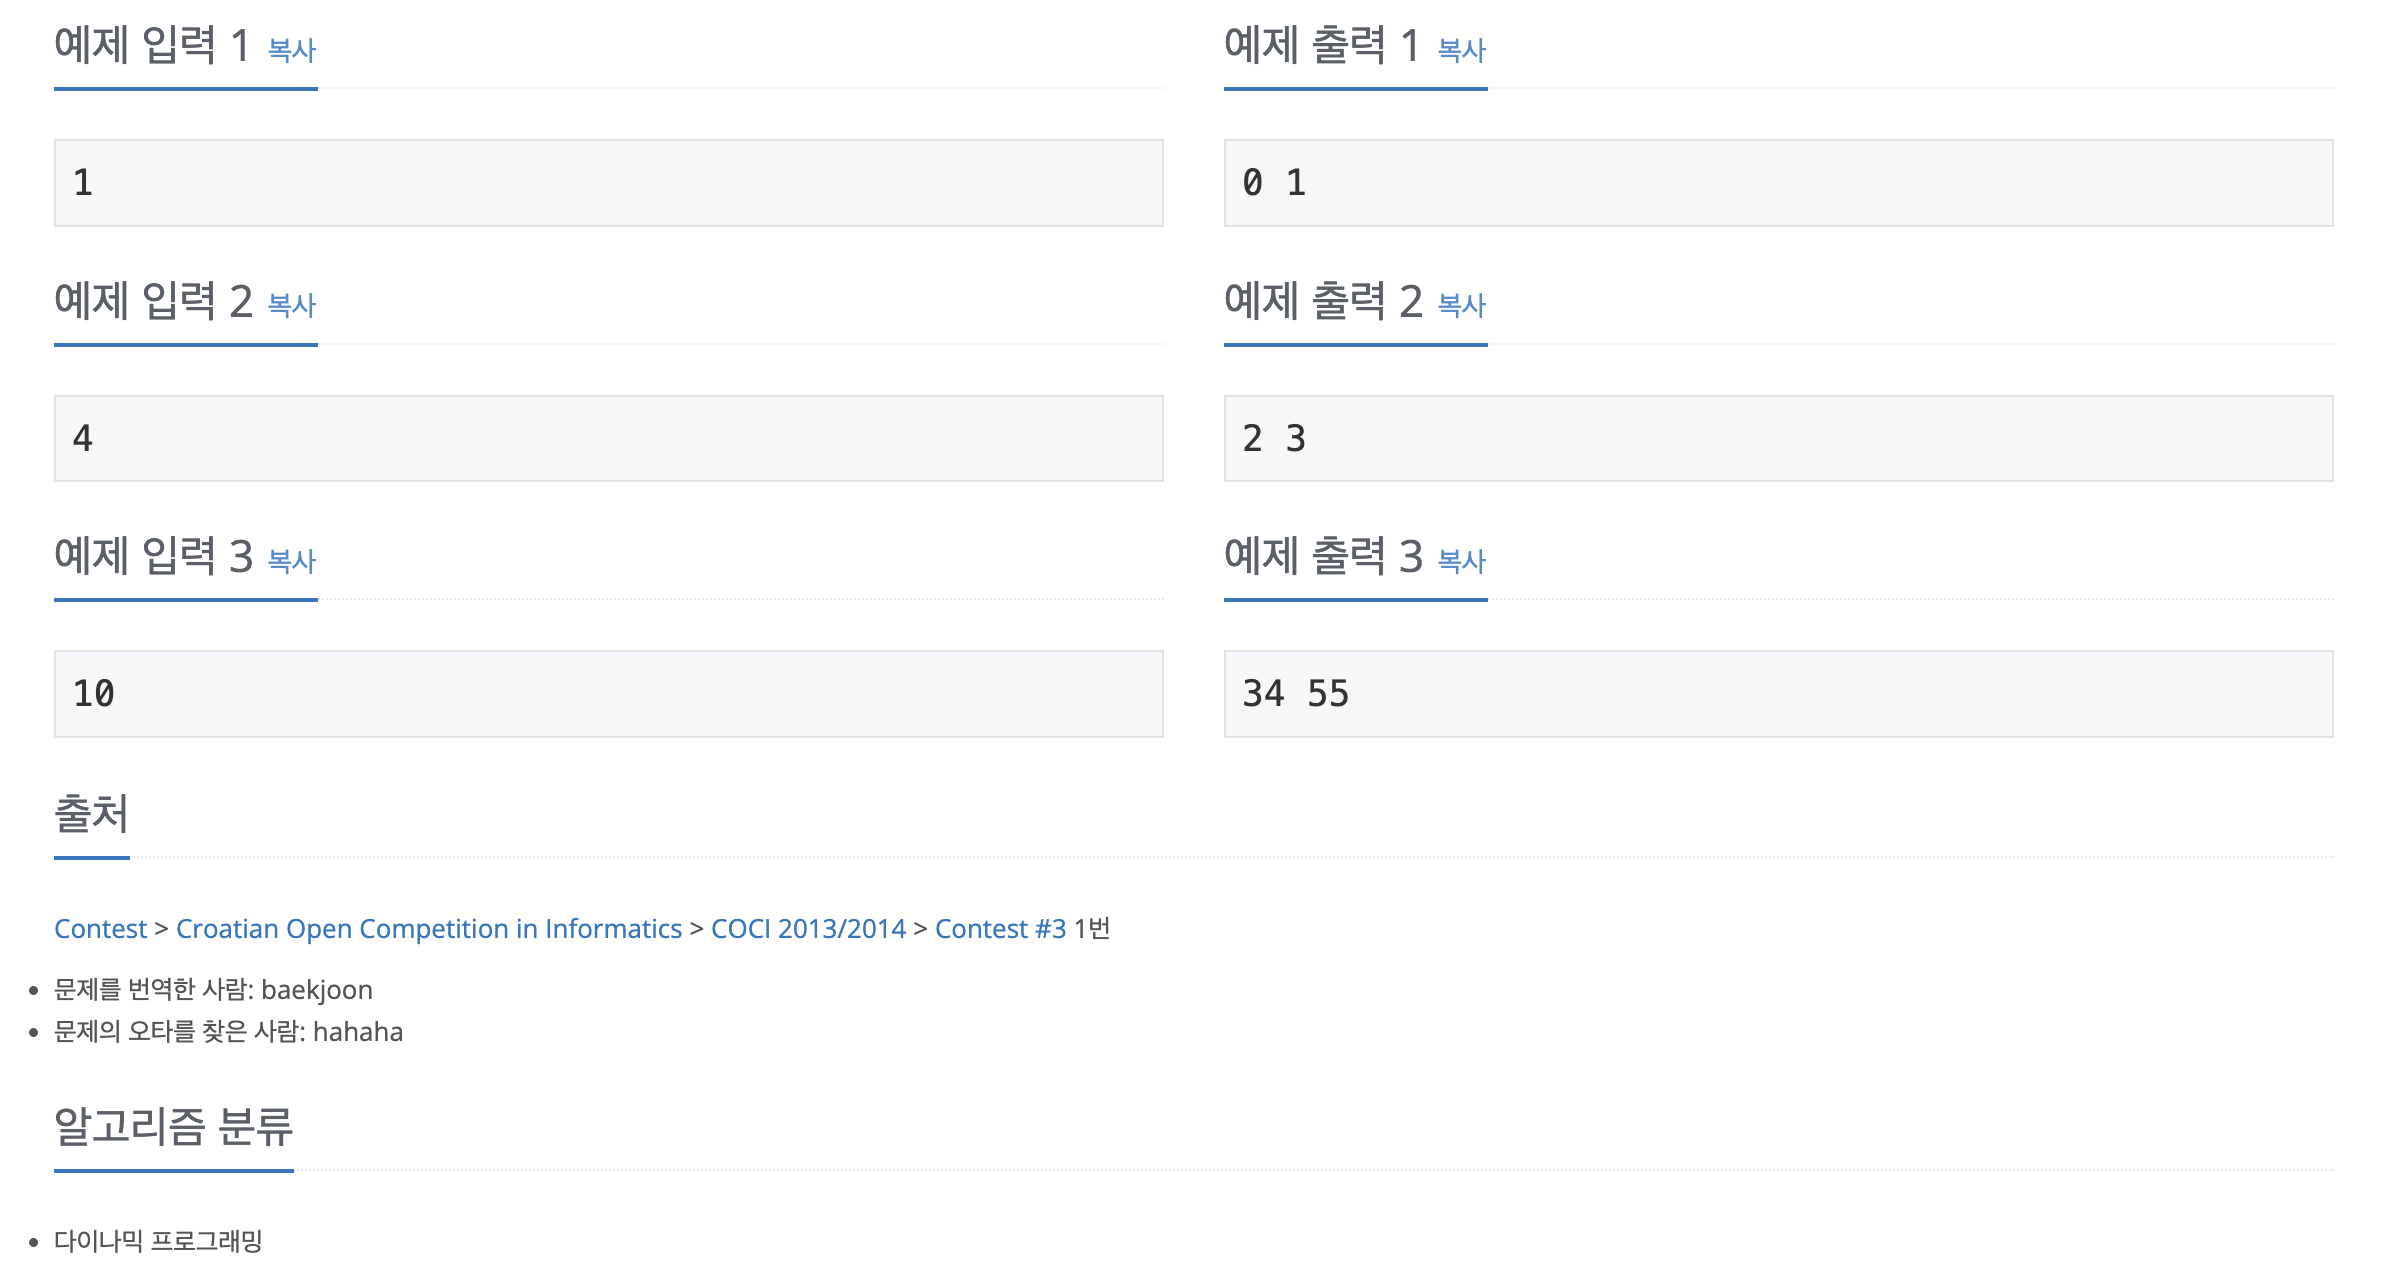 예제 입력 1 복사
예제 출력 1 복사
1
0 1
예제 입력 2 복사
예제 출력 2 복사
4
2 3
예제 입력 3 복사
예제 출력 3 복사
10
34 55
출처
Contest > Croatian Open Competition in Informatics > COCI 2013/2014 > Contest #3 1번
• 문제를 번역한 사람: baekjoon
• 문제의 오타를 찾은 사람: hahaha
알고리즘 분류
• 다이나믹 프로그래밍